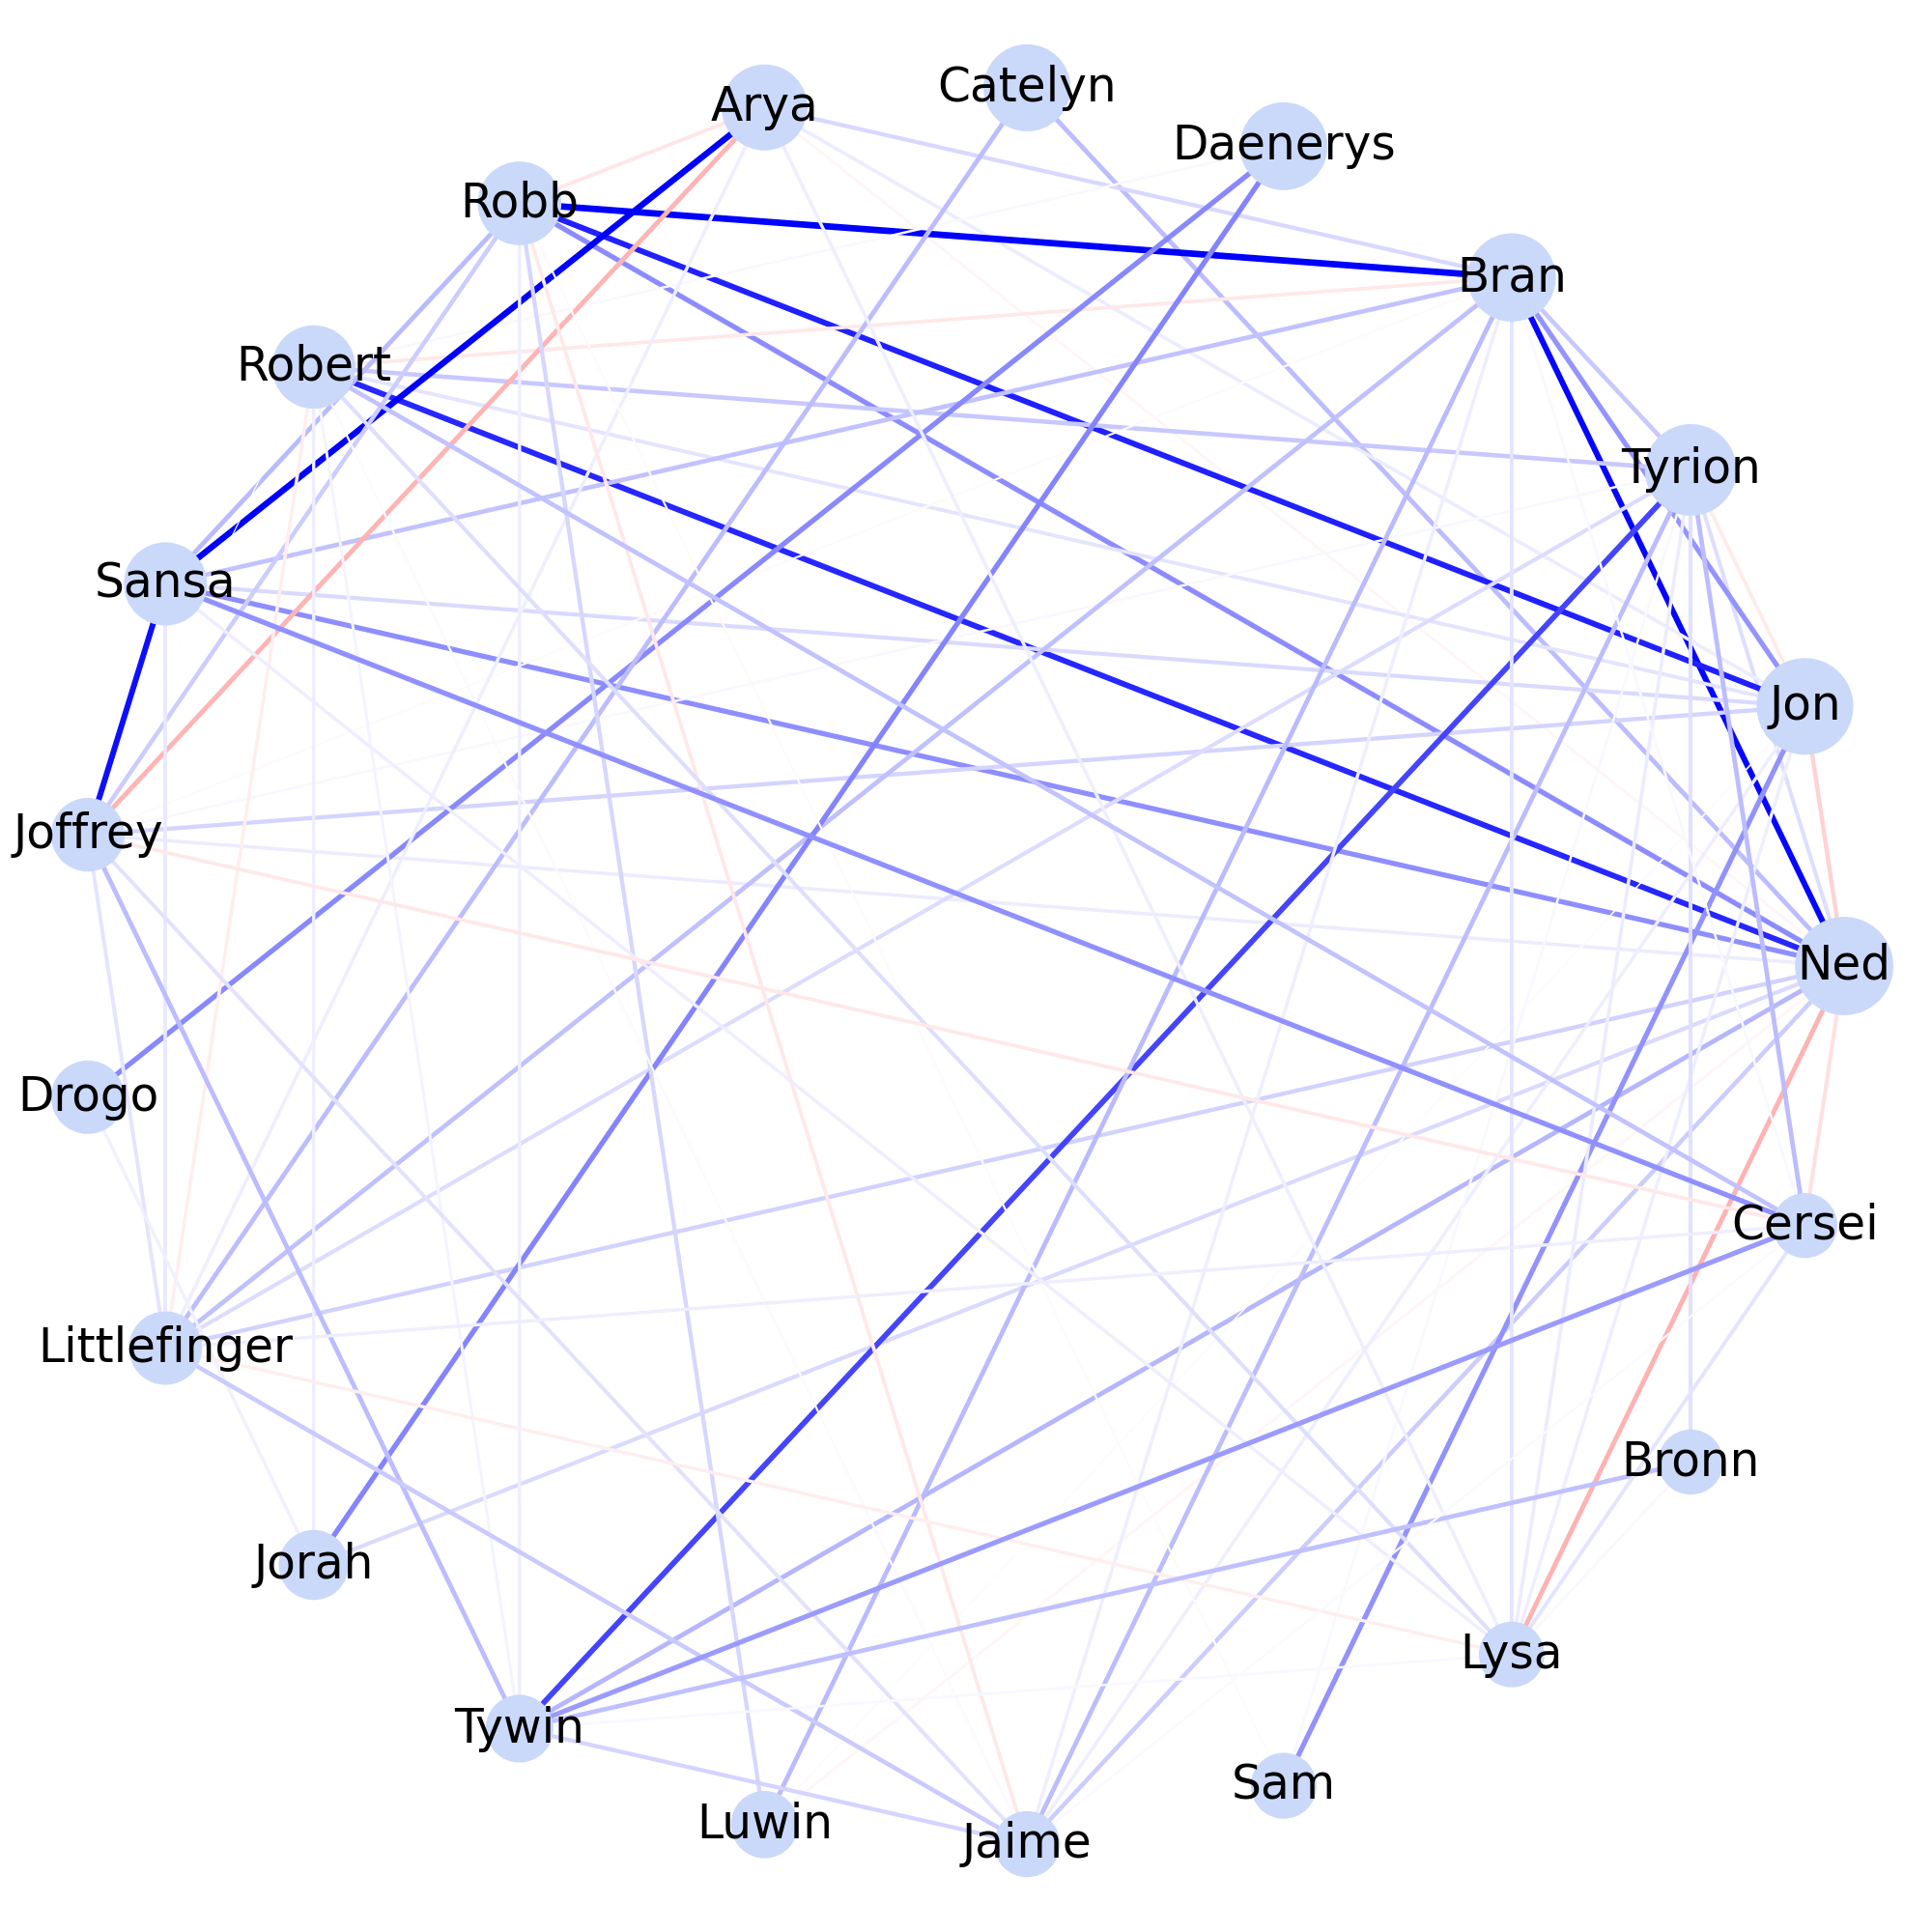 Catelyn
Arya
Daenerys
Robb
Bran
Robert
Tyrion
Sansa
Jon
Joffrey
Ned
Drogo
Cersei
Littlefinger
Bronn
Jorah
Lysa
Tywin
Sam
Luwin
Jaime